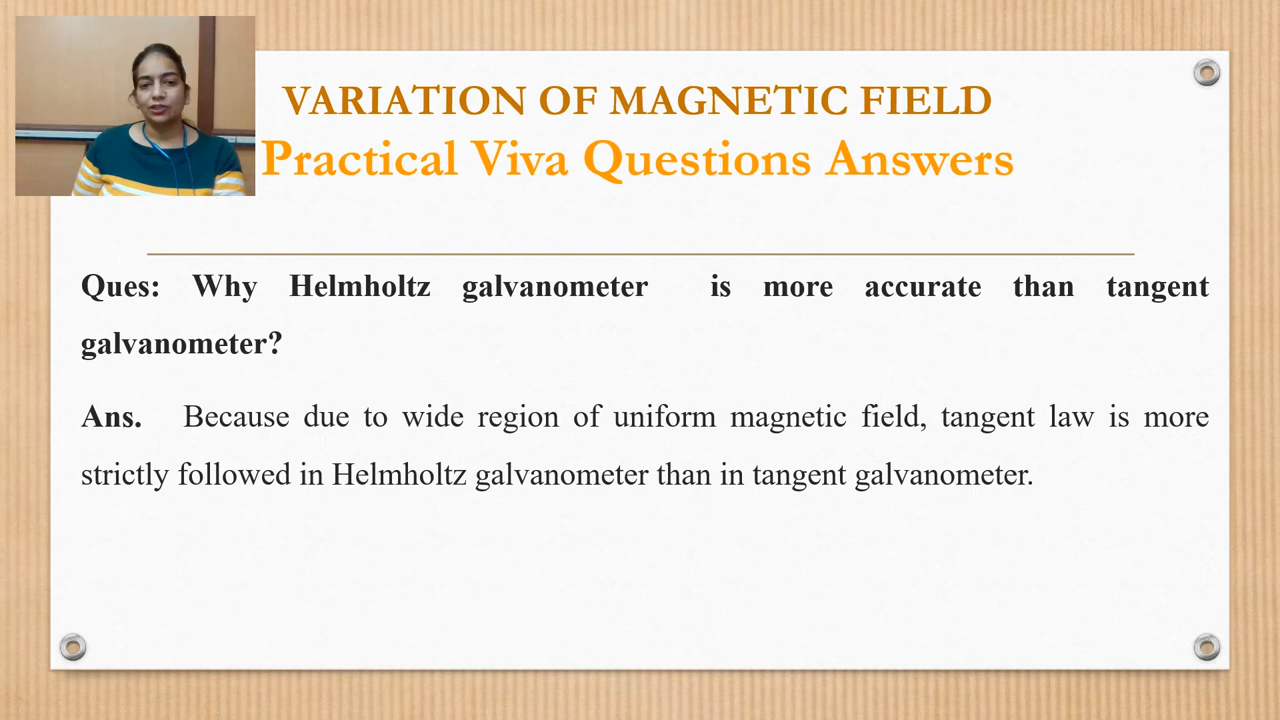 VARIATION OF MAGNETIC FIELD
Practical Viva Questions Answers
Ques: Why Helmholtz galvanometer is more accurate than tangent
galvanometer?
Ans. Because due to wide region of uniform magnetic field, tangent law is more
strictly followed in Helmholtz galvanometer than in tangent galvanometer.